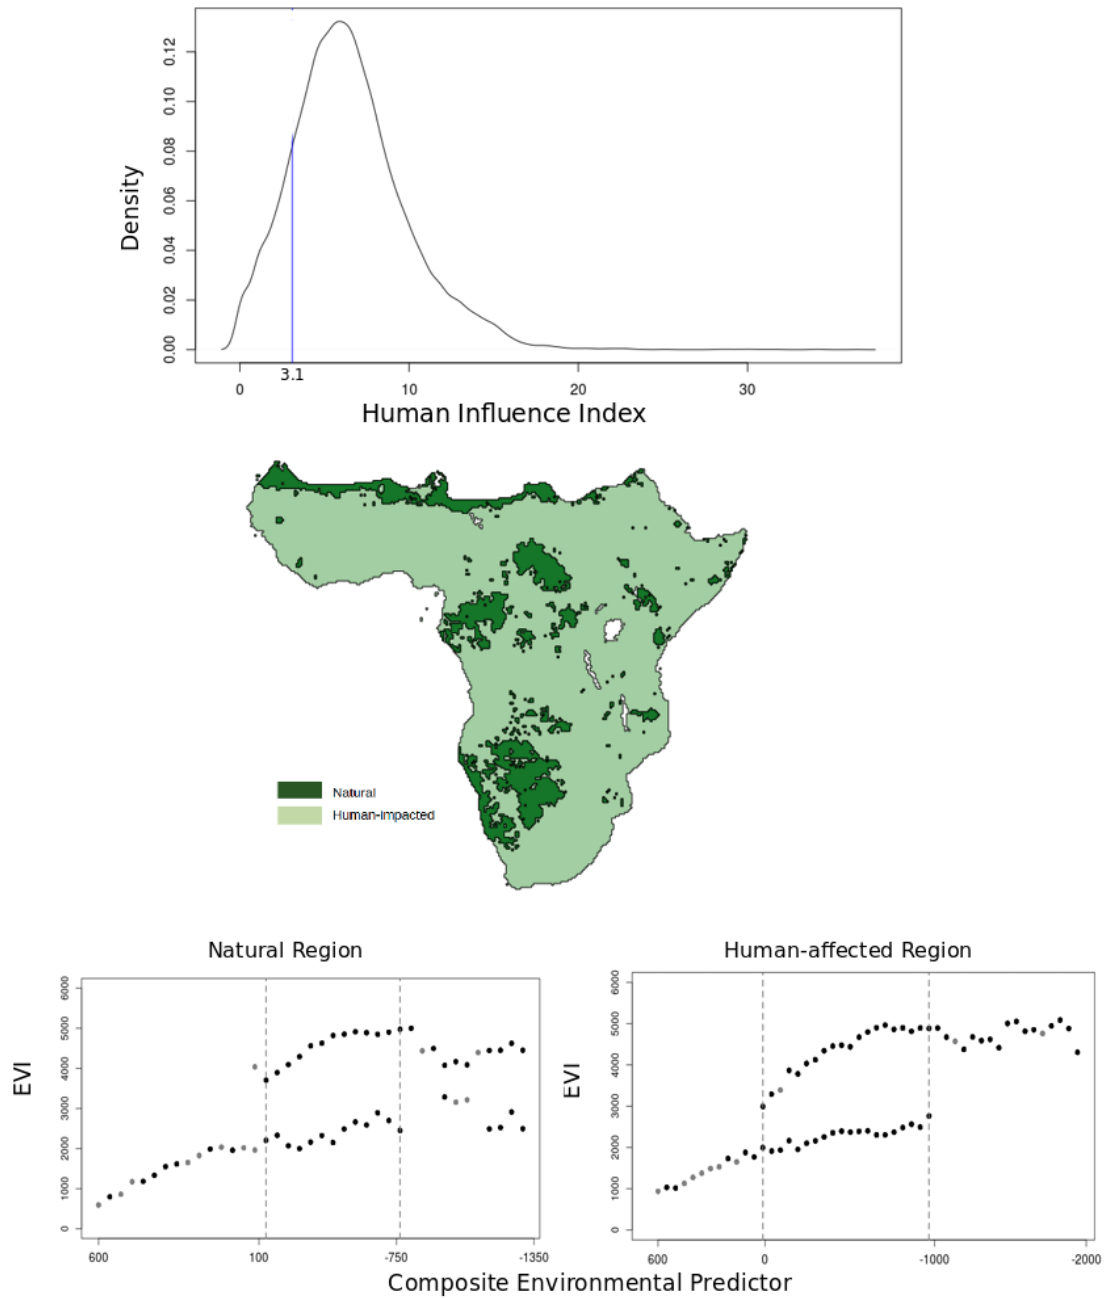 0.12
0.10
0.08
0.06
0.04
0.02
0.00
Density
3.1
0 10 20 30
Human Influence Index
Natural
Human-impacted
Natural Region
Human-affected Region
6000
5000
4000
3000
2000
1000
0
EVI
600 100 -750 -1350
6000
5000
4000
3000
2000
1000
0
EVI
600 0 -1000 -2000
Composite Environmental Predictor